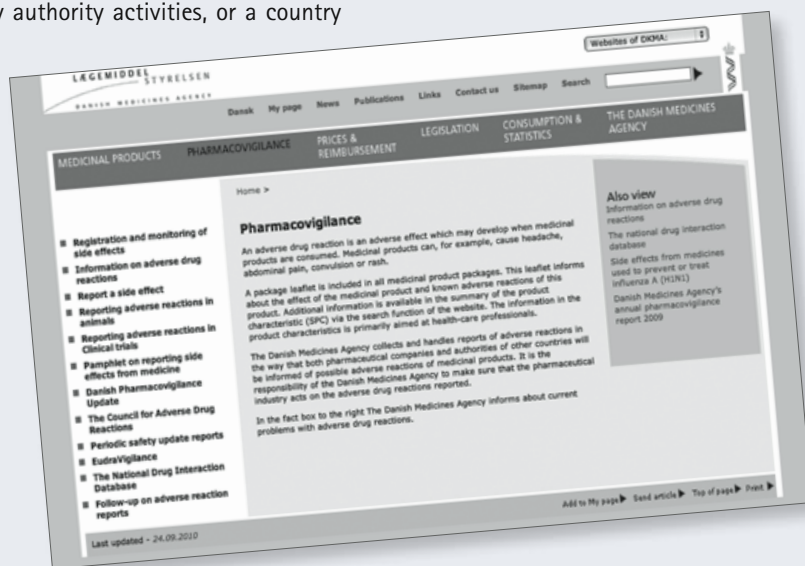 y authority activities, or a country
LÆGEMIDDEL
STYRELSEN
DANISH MEDICINES AGENCY
Websites of DKMA:
Dansk My page News Publications Links Contact us Sitemap Search
MEDICINAL PRODUCTS PHARMACOVIGILANCE PRICES & REIMBURSEMENT LEGISLATION CONSUMPTION & STATISTICS THE DANISH MEDICINES AGENCY
Home >
Registration and monitoring of
side effects
Information on adverse drug
reactions
Report a side effect
Reporting adverse reactions in
animals
Reporting adverse reactions in
Clinical trials
Pamphlet on reporting side
effects from medicine
Danish Pharmacovigilance
Update
The Council for Adverse Drug
Reactions
Periodic safety update reports
EudraVigilance
The National Drug Interaction
Database
Follow-up on adverse reaction
reports
Pharmacovigilance
An adverse drug reaction is an adverse effect which may develop when medicinal
products are consumed. Medicinal products can, for example, cause headache,
abdominal pain, convulsion or rash.
A package leaflet is included in all medicinal product packages. This leaflet informs
about the effect of the medicinal product and known adverse reactions of this
product. Additional information is available in the summary of the product
characteristic (SPC) via the search function of the website. The information in the
product characteristics is primarily aimed at health-care professionals.
The Danish Medicines Agency collects and handles reports of adverse reactions in
the way that both pharmaceutical companies and authorities of other countries will
be informed of possible adverse reactions of medicinal products. It is the
responsibility of the Danish Medicines Agency to make sure that the pharmaceutical
industry acts on the adverse drug reactions reported.
In the fact box to the right The Danish Medicines Agency informs about current
problems with adverse drug reactions.
Also view
Information on adverse drug
reactions
The national drug interaction
database
Side effects from medicines
used to prevent or treat
influenza A (H1N1)
Danish Medicines Agency's
annual pharmacovigilance
report 2009
Add to My page Send article Top of page Print
Last updated - 24.09.2010